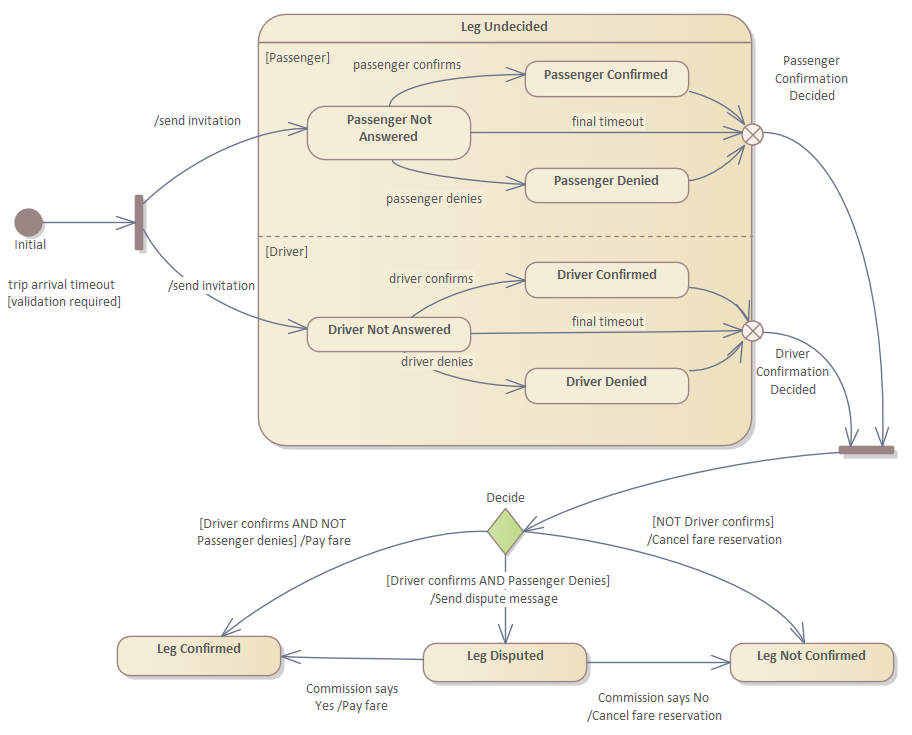 Leg Undecided
[Passenger]
passenger confirms
Passenger Confirmed
Passenger
Confirmation
Decided
/send invitation
Passenger Not
Answered
final timeout
Passenger Denied
passenger denies
Initial
[Driver]
trip arrival timeout
[validation required]
/send invitation
driver confirms
Driver Confirmed
Driver Not Answered
final timeout
driver denies
Driver Denied
Driver
Confirmation
Decided
Decide
[Driver confirms AND NOT
Passenger denies] /Pay fare
[NOT Driver confirms]
/Cancel fare reservation
[Driver confirms AND Passenger Denies]
/Send dispute message
Leg Confirmed
Leg Disputed
Leg Not Confirmed
Commission says
Yes /Pay fare
Commission says No
/Cancel fare reservation